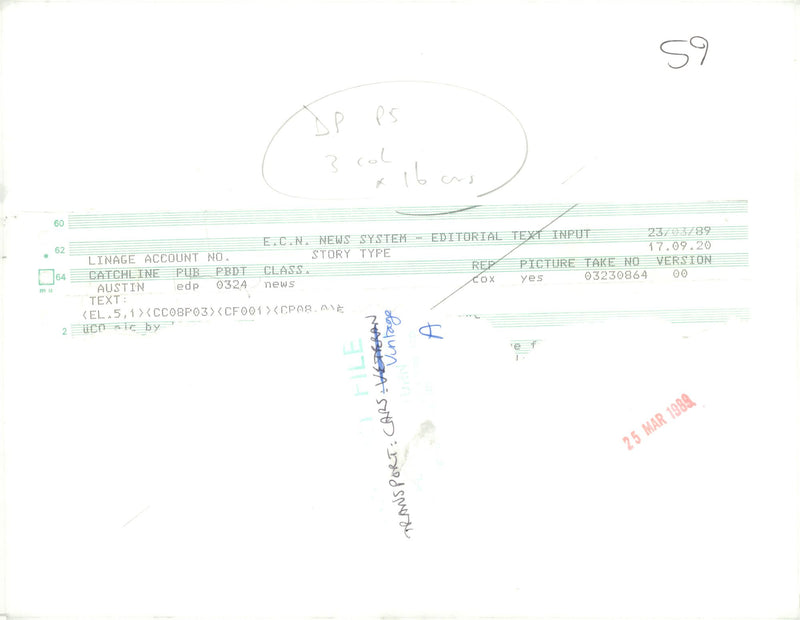 59
DP P5
3 col
x 16 cms
60
E.C.N. NEWS SYSTEM - EDITORIAL TEXT INPUT 23/03/89
62 LINAGE ACCOUNT NO. STORY TYPE 17.09.20
64 CATCHLINE PUB PBDT CLASS. REP PICTURE TAKE NO VERSION
AUSTIN edp 0324 news cox yes 03230864 00
TEXT:
(EL.5,1)(CC08P03)(CF001)(CP08.
2 pic by
TRANSPORT: CARS: VETERAN
Vintage
A
FILE
25 MAR 1989